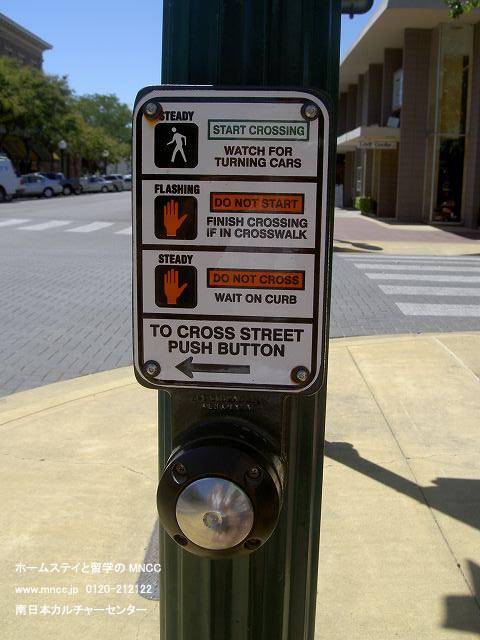 STEADY
START CROSSING
WATCH FOR
TURNING CARS
FLASHING
DO NOT START
FINISH CROSSING
IF IN CROSSWALK
STEADY
DO NOT CROSS
WAIT ON CURB
TO CROSS STREET
PUSH BUTTON
ホームステイと留学の MNCC
www.mncc.jp 0120-212122
南日本カルチャーセンター